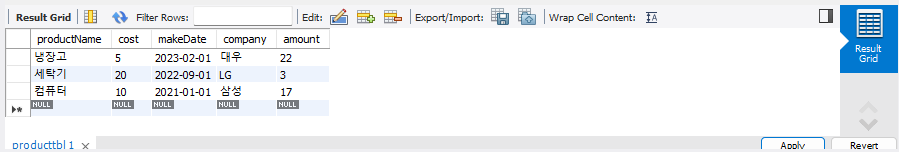 Result Grid Filter Rows: Edit: Export/Import: Wrap Cell Content:
productName cost makeDate company amount
냉장고 5 2023-02-01 대우 22
세탁기 20 2022-09-01 LG 3
컴퓨터 10 2021-01-01 삼성 17
NULL NULL NULL NULL NULL
Result
Grid
producttbl 1
Apply Revert